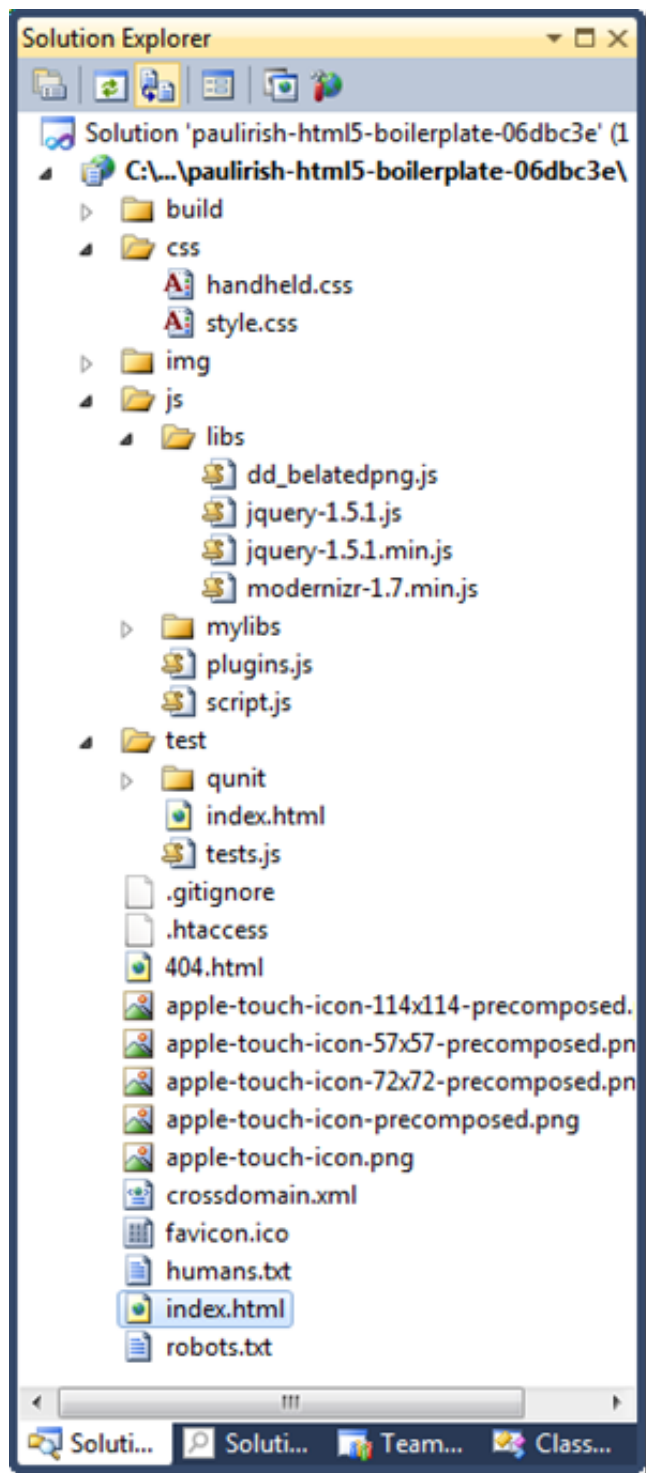 Solution Explorer
Solution 'paulirish-html5-boilerplate-06dbc3e' (1
C:\...\paulirish-html5-boilerplate-06dbc3e\
build
css
handheld.css
style.css
img
js
libs
dd_belatedpng.js
jquery-1.5.1.js
jquery-1.5.1.min.js
modernizr-1.7.min.js
mylibs
plugins.js
script.js
test
qunit
index.html
tests.js
.gitignore
.htaccess
404.html
apple-touch-icon-114x114-precomposed.
apple-touch-icon-57x57-precomposed.pn
apple-touch-icon-72x72-precomposed.pn
apple-touch-icon-precomposed.png
apple-touch-icon.png
crossdomain.xml
favicon.ico
humans.txt
index.html
robots.txt
Soluti... Soluti... Team... Class...